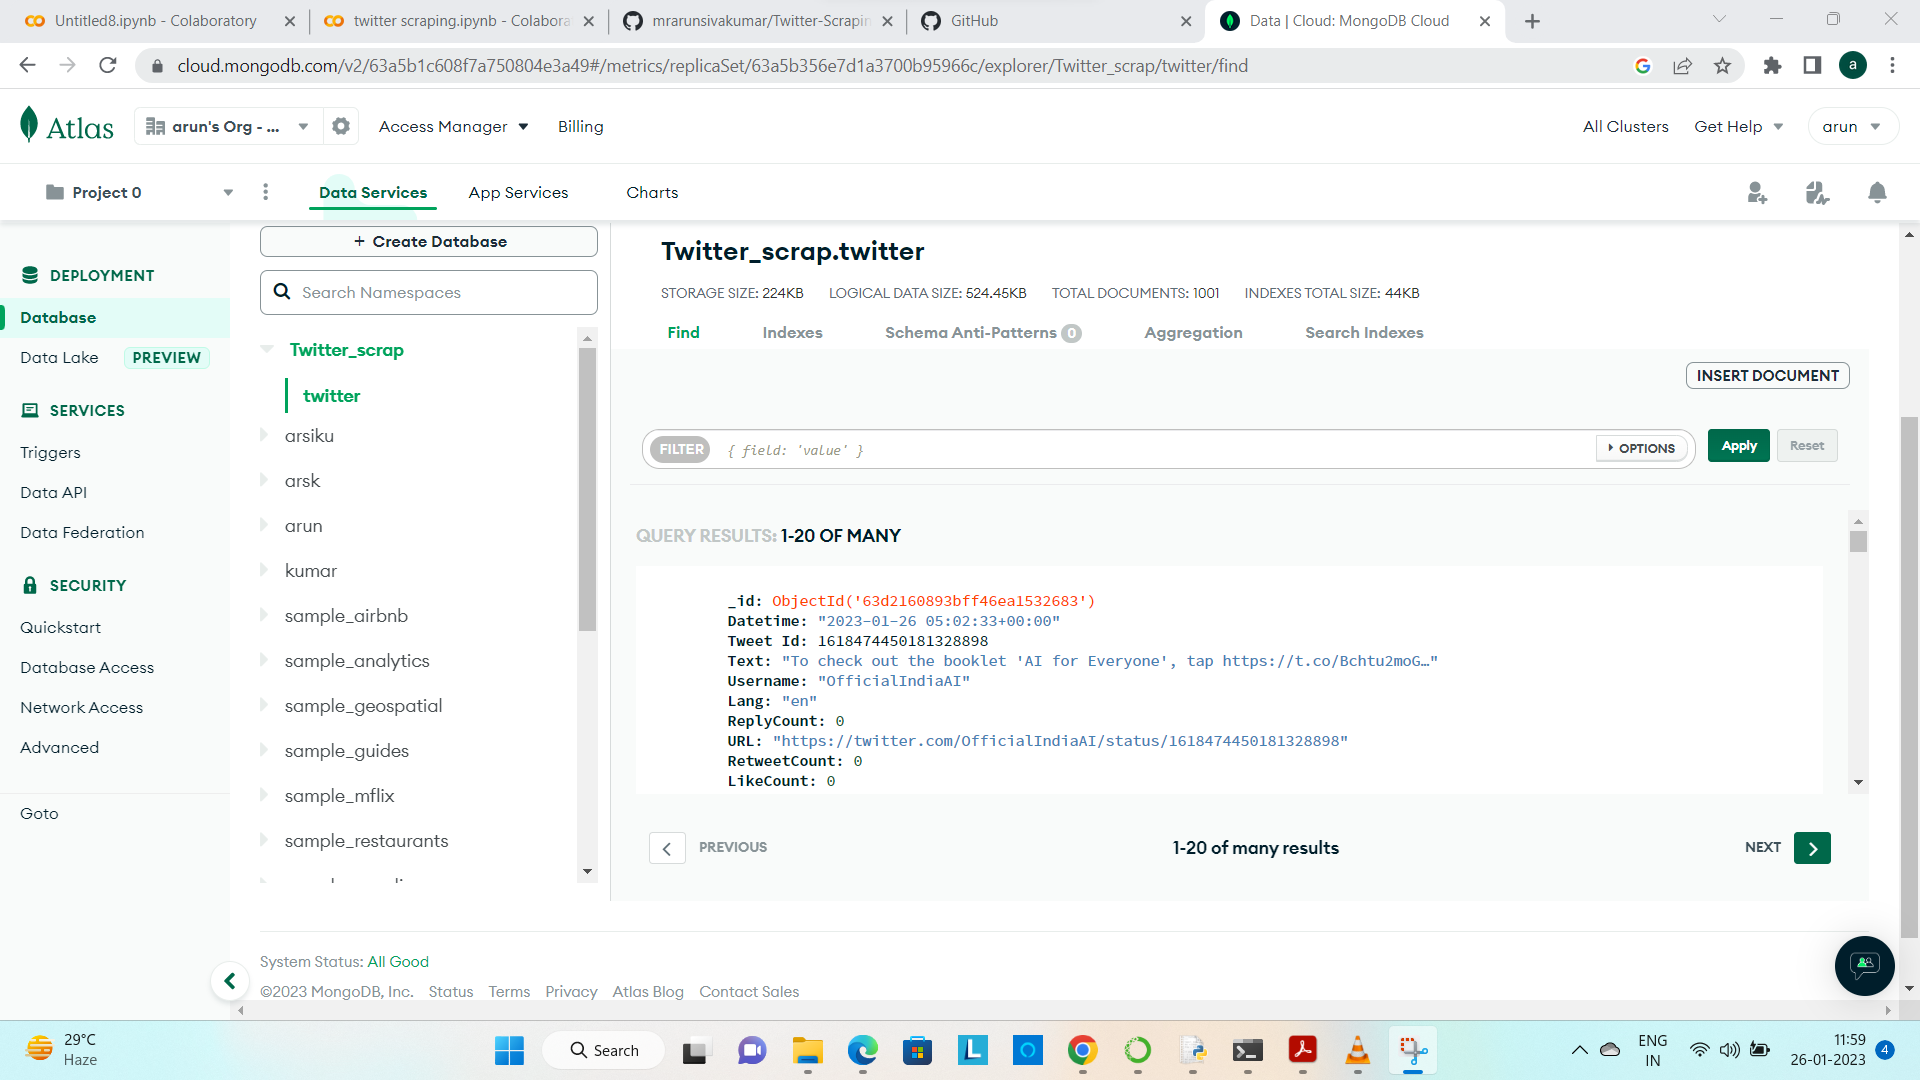 Untitled8.ipynb - Colaboratory
twitter scraping.ipynb - Colabora
mrarunsivakumar/Twitter-Scrapin
GitHub
Data | Cloud: MongoDB Cloud
cloud.mongodb.com/v2/63a5b1c608f7a750804e3a49#/metrics/replicaSet/63a5b356e7d1a3700b95966c/explorer/Twitter_scrap/twitter/find
a
Atlas
arun's Org - ...
Access Manager
Billing
All Clusters
Get Help
arun
Project 0
Data Services
App Services
Charts
DEPLOYMENT
Database
Data Lake PREVIEW
SERVICES
Triggers
Data API
Data Federation
SECURITY
Quickstart
Database Access
Network Access
Advanced
Goto
+ Create Database
Search Namespaces
Twitter_scrap
twitter
arsiku
arsk
arun
kumar
sample_airbnb
sample_analytics
sample_geospatial
sample_guides
sample_mflix
sample_restaurants
Twitter_scrap.twitter
STORAGE SIZE: 224KB LOGICAL DATA SIZE: 524.45KB TOTAL DOCUMENTS: 1001 INDEXES TOTAL SIZE: 44KB
Find Indexes Schema Anti-Patterns 0 Aggregation Search Indexes
INSERT DOCUMENT
FILTER { field: 'value' } OPTIONS Apply Reset
QUERY RESULTS: 1-20 OF MANY
_id: ObjectId('63d2160893bff46ea1532683')
Datetime: "2023-01-26 05:02:33+00:00"
Tweet Id: 1618474450181328898
Text: "To check out the booklet 'AI for Everyone', tap https://t.co/Bchtu2moG…"
Username: "OfficialIndiaAI"
Lang: "en"
ReplyCount: 0
URL: "https://twitter.com/OfficialIndiaAI/status/1618474450181328898"
RetweetCount: 0
LikeCount: 0
PREVIOUS 1-20 of many results NEXT
System Status: All Good
©2023 MongoDB, Inc. Status Terms Privacy Atlas Blog Contact Sales
29°C
Haze
Search
ENG
IN
11:59
26-01-2023
4